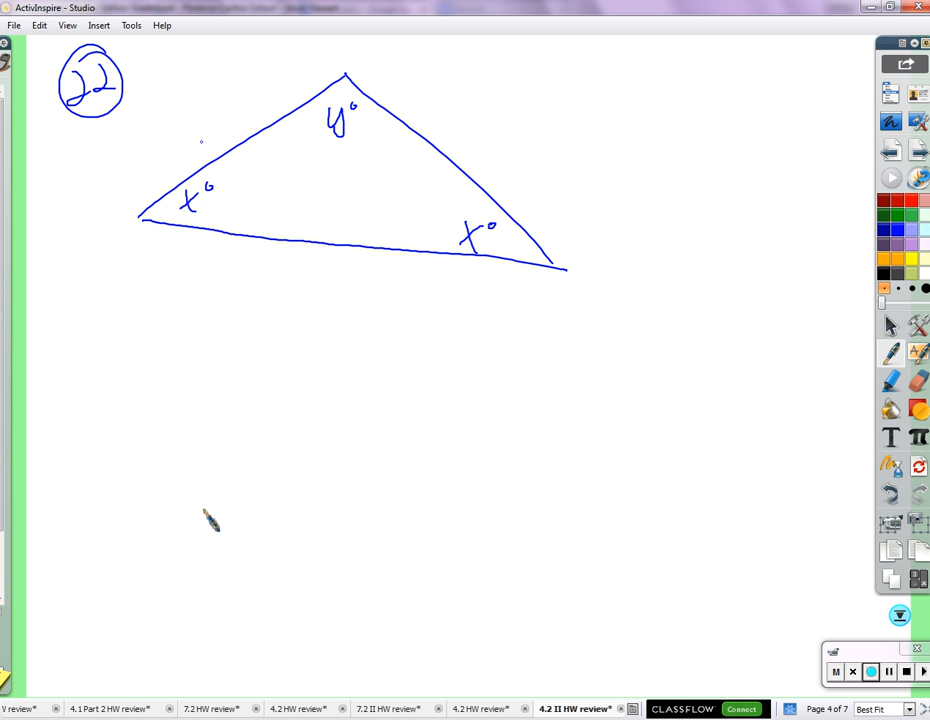 ActivInspire - Studio
File Edit View Insert Tools Help
22
y°
x°
x°
M
V review* 4.1 Part 2 HW review* 7.2 HW review* 4.2 HW review* 7.2 II HW review* 4.2 HW review* 4.2 II HW review* CLASSFLOW Connect Page 4 of 7 Best Fit